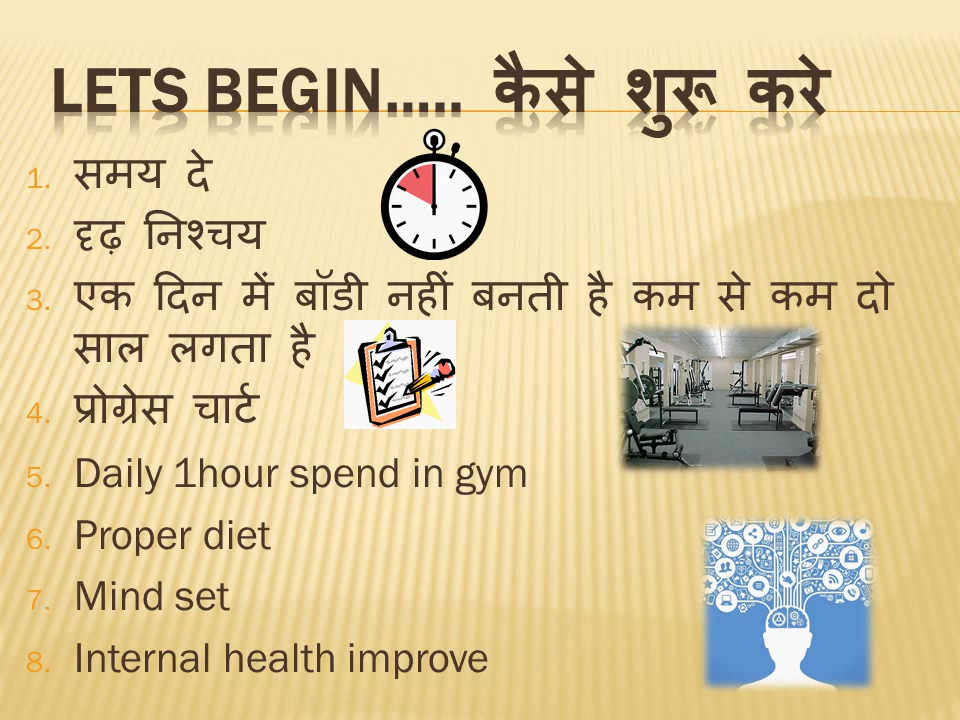 LETS BEGIN..... कैसे शुरू करे
1. समय दे
2. दृढ़ निश्चय
3. एक दिन में बॉडी नहीं बनती है कम से कम दो
साल लगता है
4. प्रोग्रेस चार्ट
5. Daily 1hour spend in gym
6. Proper diet
7. Mind set
8. Internal health improve